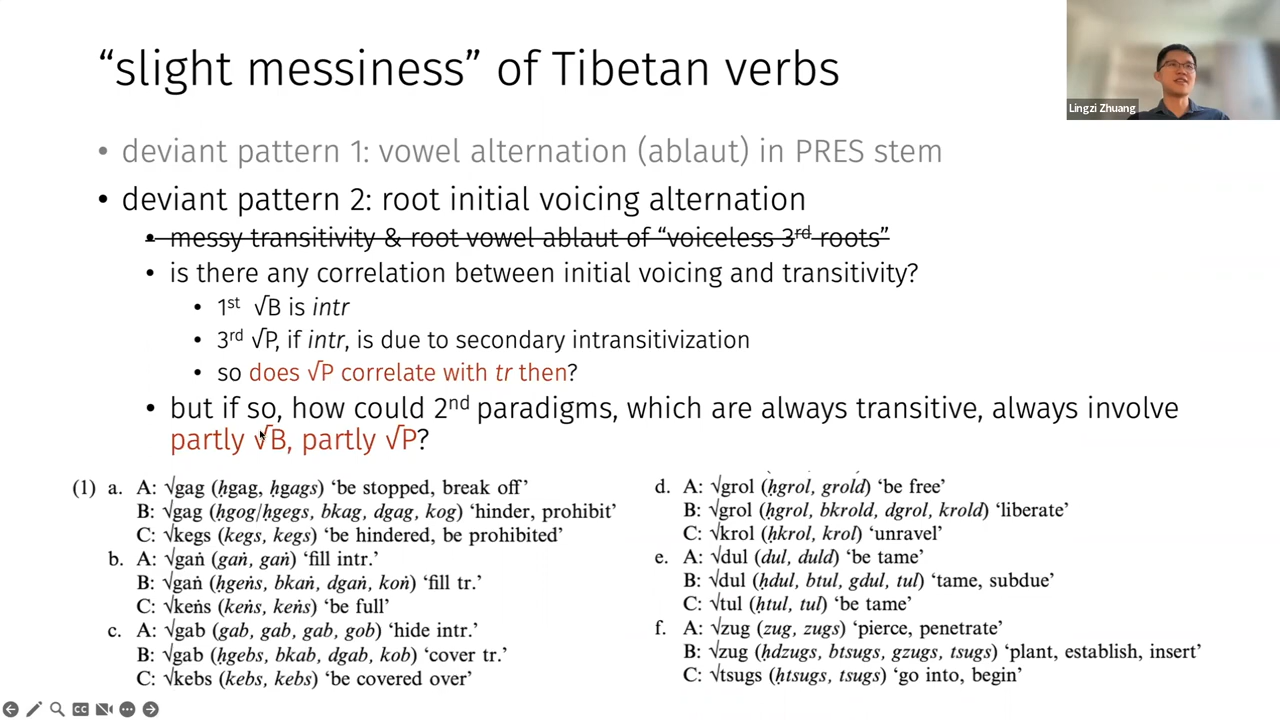 “slight messiness” of Tibetan verbs
Lingzi Zhuang
• deviant pattern 1: vowel alternation (ablaut) in PRES stem
• deviant pattern 2: root initial voicing alternation
• messy transitivity & root vowel ablaut of “voiceless 3rd roots”
• is there any correlation between initial voicing and transitivity?
• 1st √B is intr
• 3rd √P, if intr, is due to secondary intransitivization
• so does √P correlate with tr then?
• but if so, how could 2nd paradigms, which are always transitive, always involve
partly √B, partly √P?
(1) a. A: √gag (ḥgag, ḥgags) ‘be stopped, break off’
B: √gag (ḥgog/ḥgegs, bkag, dgag, kog) ‘hinder, prohibit’
C: √kegs (kegs, kegs) ‘be hindered, be prohibited’
b. A: √gaṅ (gaṅ, gaṅ) ‘fill intr.’
B: √gaṅ (ḥgeṅs, bkaṅ, dgaṅ, koṅ) ‘fill tr.’
C: √keṅs (keṅs, keṅs) ‘be full’
c. A: √gab (gab, gab, gab, gob) ‘hide intr.’
B: √gab (ḥgebs, bkab, dgab, kob) ‘cover tr.’
C: √kebs (kebs, kebs) ‘be covered over’
d. A: √grol (ḥgrol, grold) ‘be free’
B: √grol (ḥgrol, bkrold, dgrol, krold) ‘liberate’
C: √krol (ḥkrol, krol) ‘unravel’
e. A: √dul (dul, duld) ‘be tame’
B: √dul (ḥdul, btul, gdul, tul) ‘tame, subdue’
C: √tul (ḥtul, tul) ‘be tame’
f. A: √zug (zug, zugs) ‘pierce, penetrate’
B: √zug (ḥdzugs, btsugs, gzugs, tsugs) ‘plant, establish, insert’
C: √tsugs (ḥtsugs, tsugs) ‘go into, begin’
CC